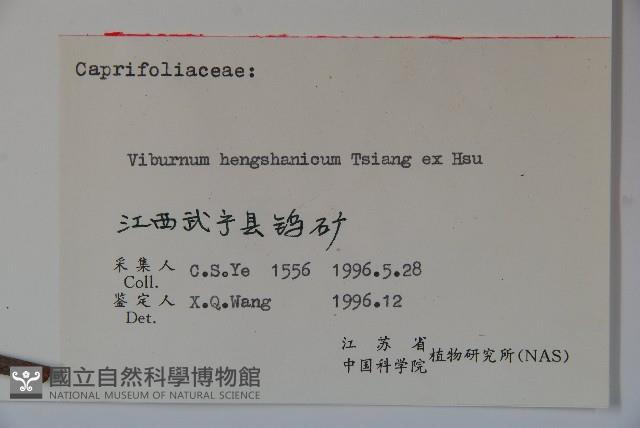 Caprifoliaceae:
Viburnum hengshanicum Tsiang ex Hsu
江西武宁县钨矿
采集人 C.S.Ye 1556 1996.5.28
Coll.
鉴定人 X.Q.Wang 1996.12
Det.
江苏省
中国科学院植物研究所(NAS)
國立自然科學博物館
NATIONAL MUSEUM OF NATURAL SCIENCE